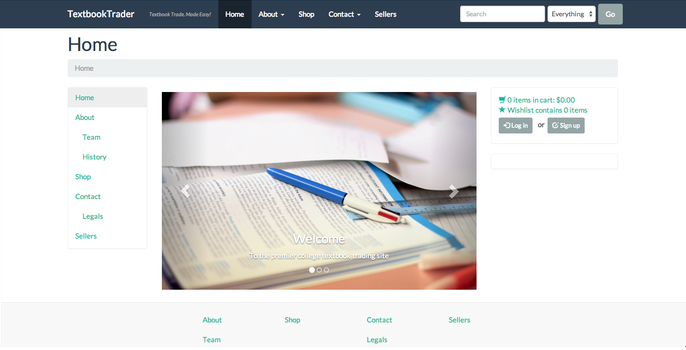 TextbookTrader Textbook Trade, Made Easy! Home About Shop Contact Sellers Search Everything Go
Home
Home
Home
About
Team
History
Shop
Contact
Legals
Sellers
Welcome
To the premier college textbook trading site
0 items in cart: $0.00
Wishlist contains 0 items
Log in or Sign up
About Shop Contact Sellers
Team Legals